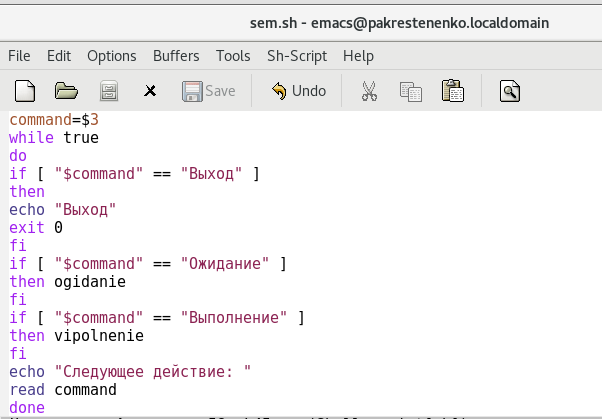 sem.sh - emacs@pakrestenenko.localdomain
File Edit Options Buffers Tools Sh-Script Help
Save Undo
command=$3
while true
do
if [ "$command" == "Выход" ]
then
echo "Выход"
exit 0
fi
if [ "$command" == "Ожидание" ]
then ogidanie
fi
if [ "$command" == "Выполнение" ]
then vipolnenie
fi
echo "Следующее действие: "
read command
done